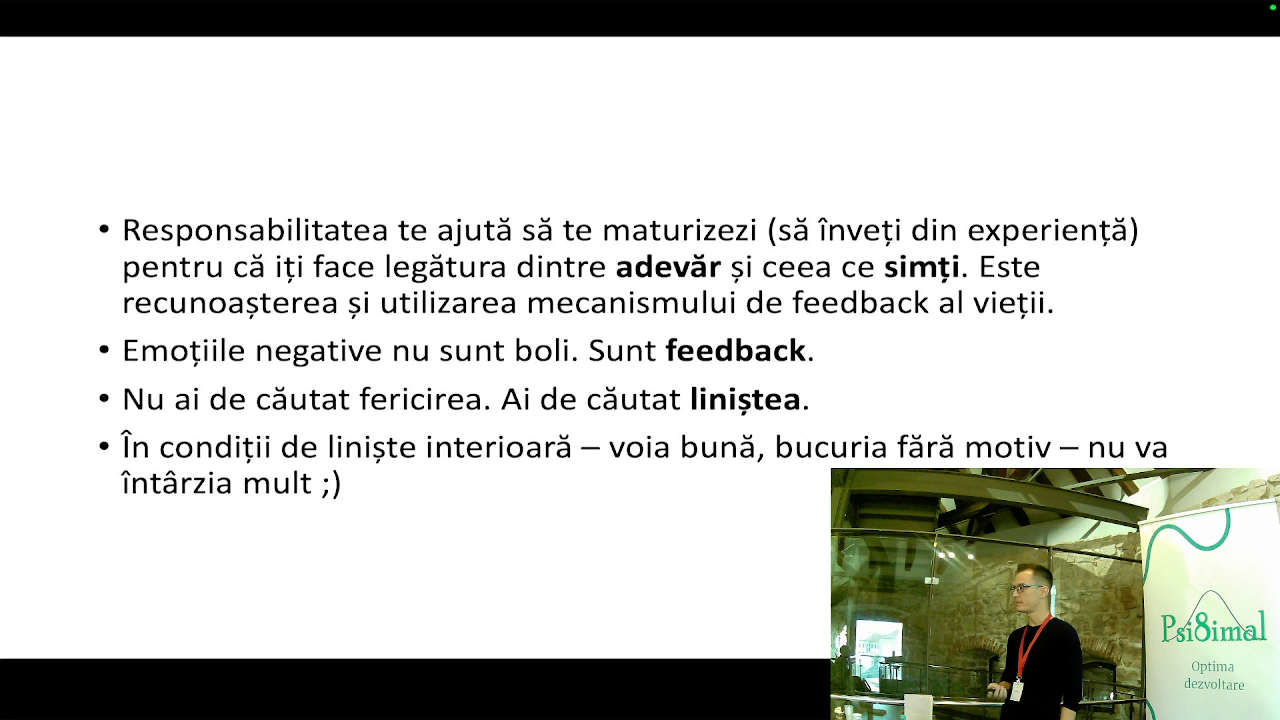 • Responsabilitatea te ajută să te maturizezi (să înveți din experiență)
pentru că iți face legătura dintre adevăr și ceea ce simți. Este
recunoașterea și utilizarea mecanismului de feedback al vieții.
• Emoțiile negative nu sunt boli. Sunt feedback.
• Nu ai de căutat fericirea. Ai de căutat liniștea.
• În condiții de liniște interioară – voia bună, bucuria fără motiv – nu va
întârzia mult ;)
Psi8imal
Optima
dezvoltare